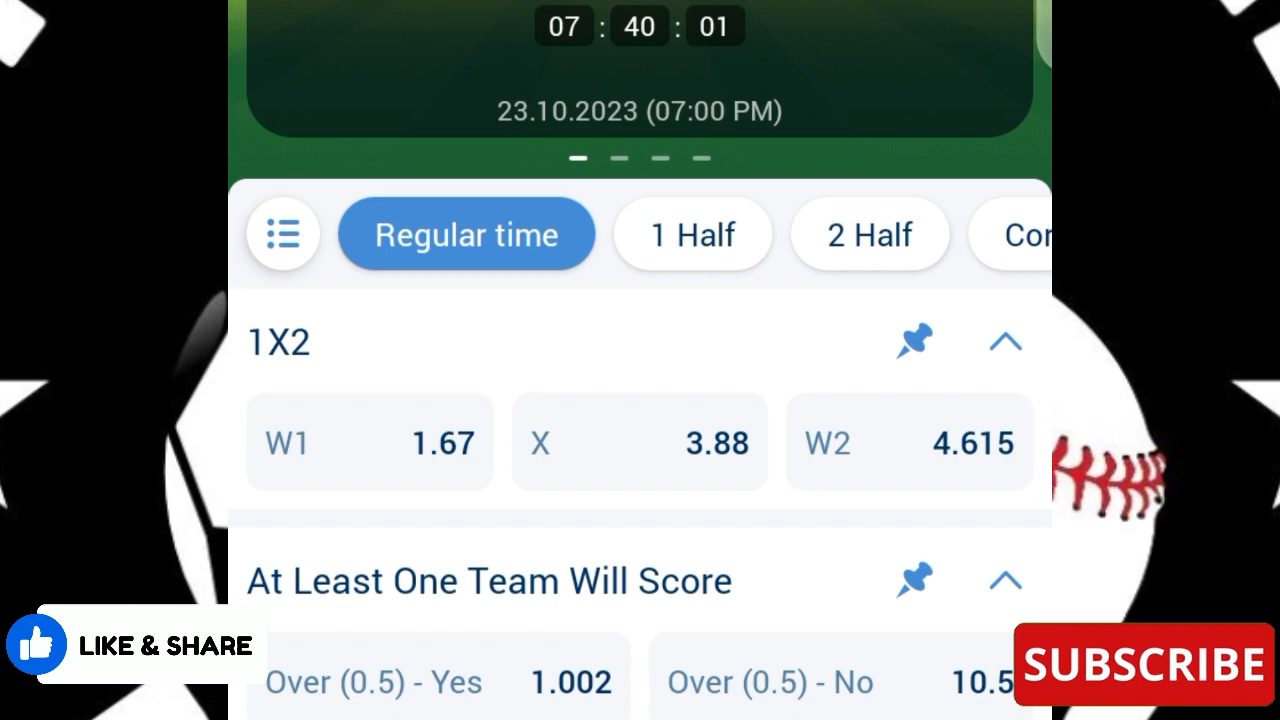 07 : 40 : 01
23.10.2023 (07:00 PM)
Regular time 1 Half 2 Half
1X2
W1 1.67 X 3.88 W2 4.615
At Least One Team Will Score
LIKE & SHARE
SUBSCRIBE
Over (0.5) - Yes 1.002 Over (0.5) - No 10.5